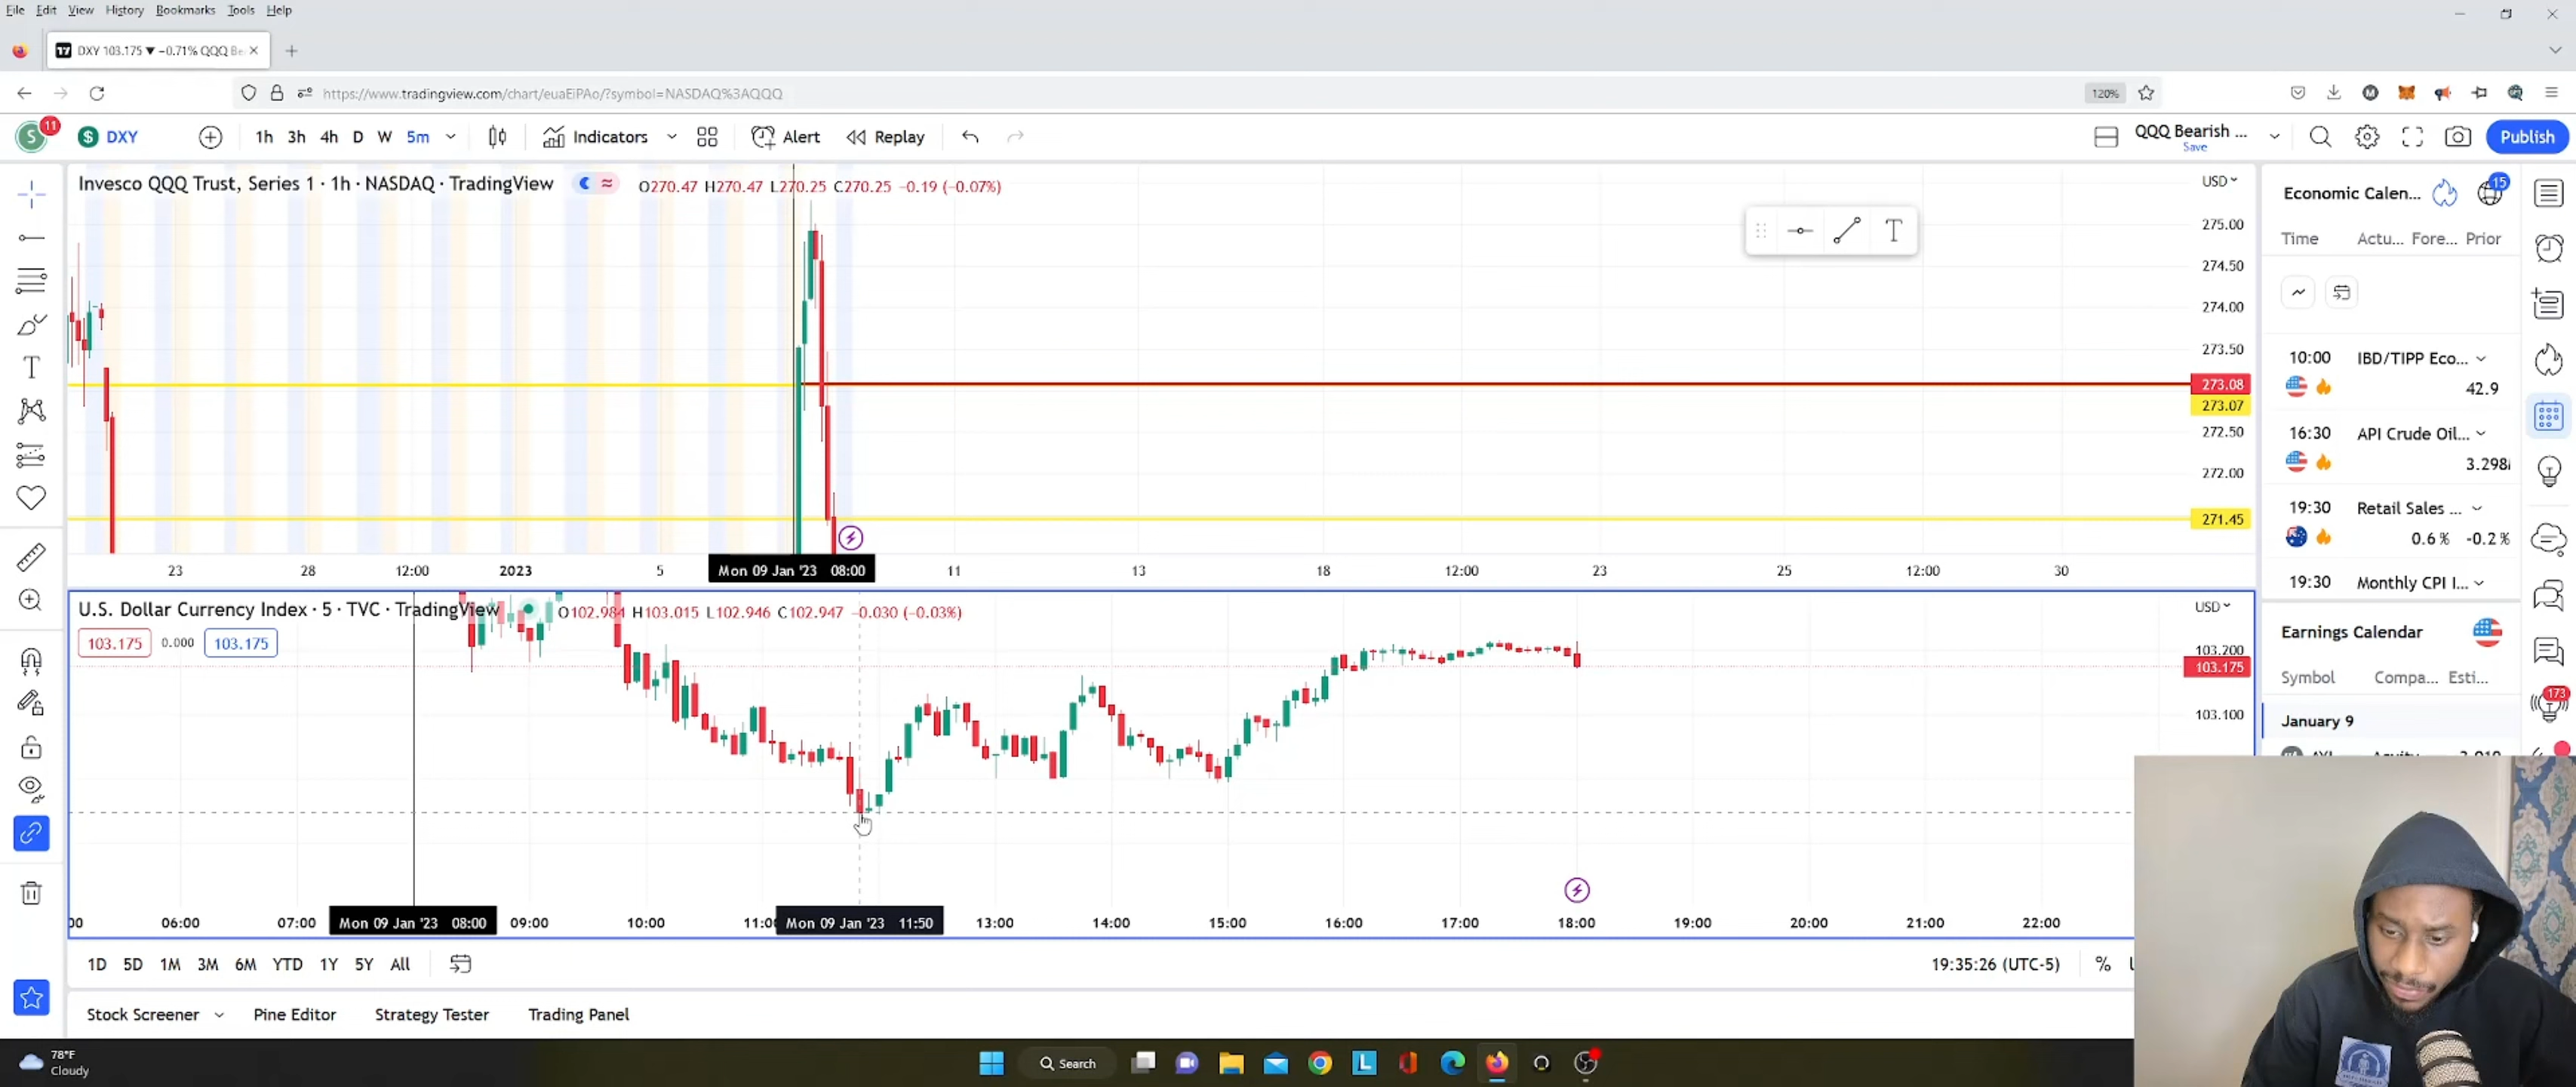 File Edit View History Bookmarks Tools Help
DXY 103.175 ▼ −0.71% QQQ Be
https://www.tradingview.com/chart/euaEiPAo/?symbol=NASDAQ%3AQQQ
120%
S 11 DXY 1h 3h 4h D W 5m Indicators Alert Replay QQQ Bearish ... Save Publish
Invesco QQQ Trust, Series 1 · 1h · NASDAQ · TradingView O270.47 H270.47 L270.25 C270.25 −0.19 (−0.07%)
USD
275.00
274.50
274.00
273.50
273.08
273.07
272.50
272.00
271.45
23 28 12:00 2023 5 Mon 09 Jan '23 08:00 11 13 18 12:00 23 25 12:00 30
U.S. Dollar Currency Index · 5 · TVC · TradingView O102.984 H103.015 L102.946 C102.947 −0.030 (−0.03%)
USD
103.175 0.000 103.175
103.200
103.175
103.100
06:00 07:00 Mon 09 Jan '23 08:00 09:00 10:00 11:00 Mon 09 Jan '23 11:50 13:00 14:00 15:00 16:00 17:00 18:00 19:00 20:00 21:00 22:00
1D 5D 1M 3M 6M YTD 1Y 5Y All
19:35:26 (UTC-5) %
Stock Screener Pine Editor Strategy Tester Trading Panel
Economic Calen... 15
Time Actu... Fore... Prior
10:00 IBD/TIPP Eco...
42.9
16:30 API Crude Oil...
3.298
19:30 Retail Sales ...
0.6% -0.2%
19:30 Monthly CPI I...
Earnings Calendar
Symbol Compa... Esti...
January 9
173
78°F
Cloudy
Search